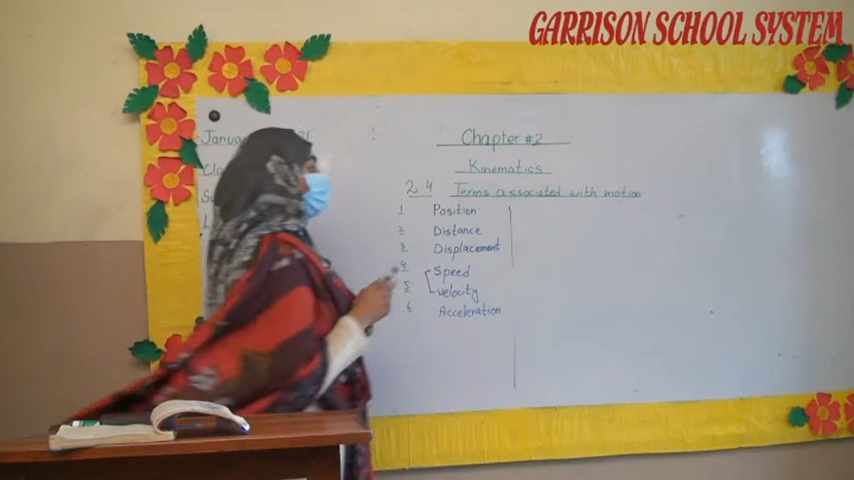 GARRISON SCHOOL SYSTEM
Chapter #2
Kinematics
2.4 Terms associated with motion
1 Position
2 Distance
3 Displacement
4 Speed
5 velocity
6 Acceleration